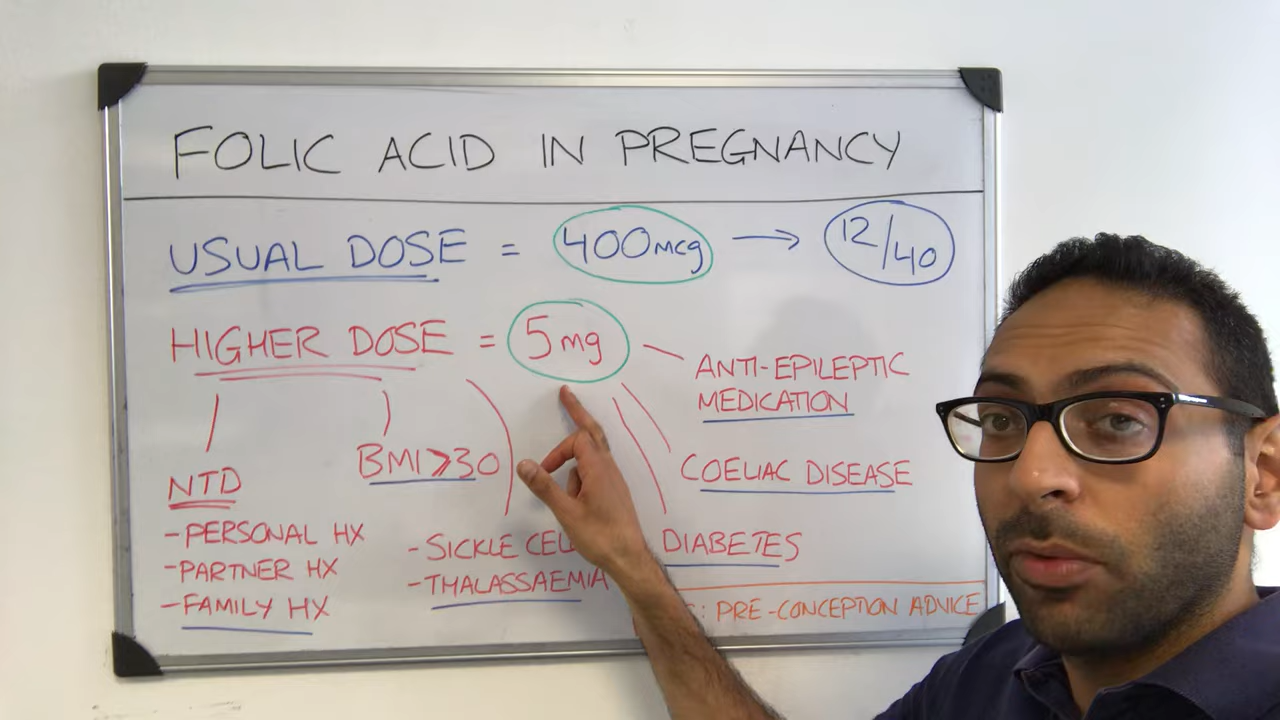 FOLIC ACID IN PREGNANCY
USUAL DOSE = 400mcg → 12/40
HIGHER DOSE = 5mg
ANTI-EPILEPTIC
MEDICATION
COELIAC DISEASE
DIABETES
BMI ⩾30
NTD
-PERSONAL HX
-PARTNER HX
-FAMILY HX
-SICKLE
-THALASSAEMIA
: PRE-CONCEPTION ADVICE